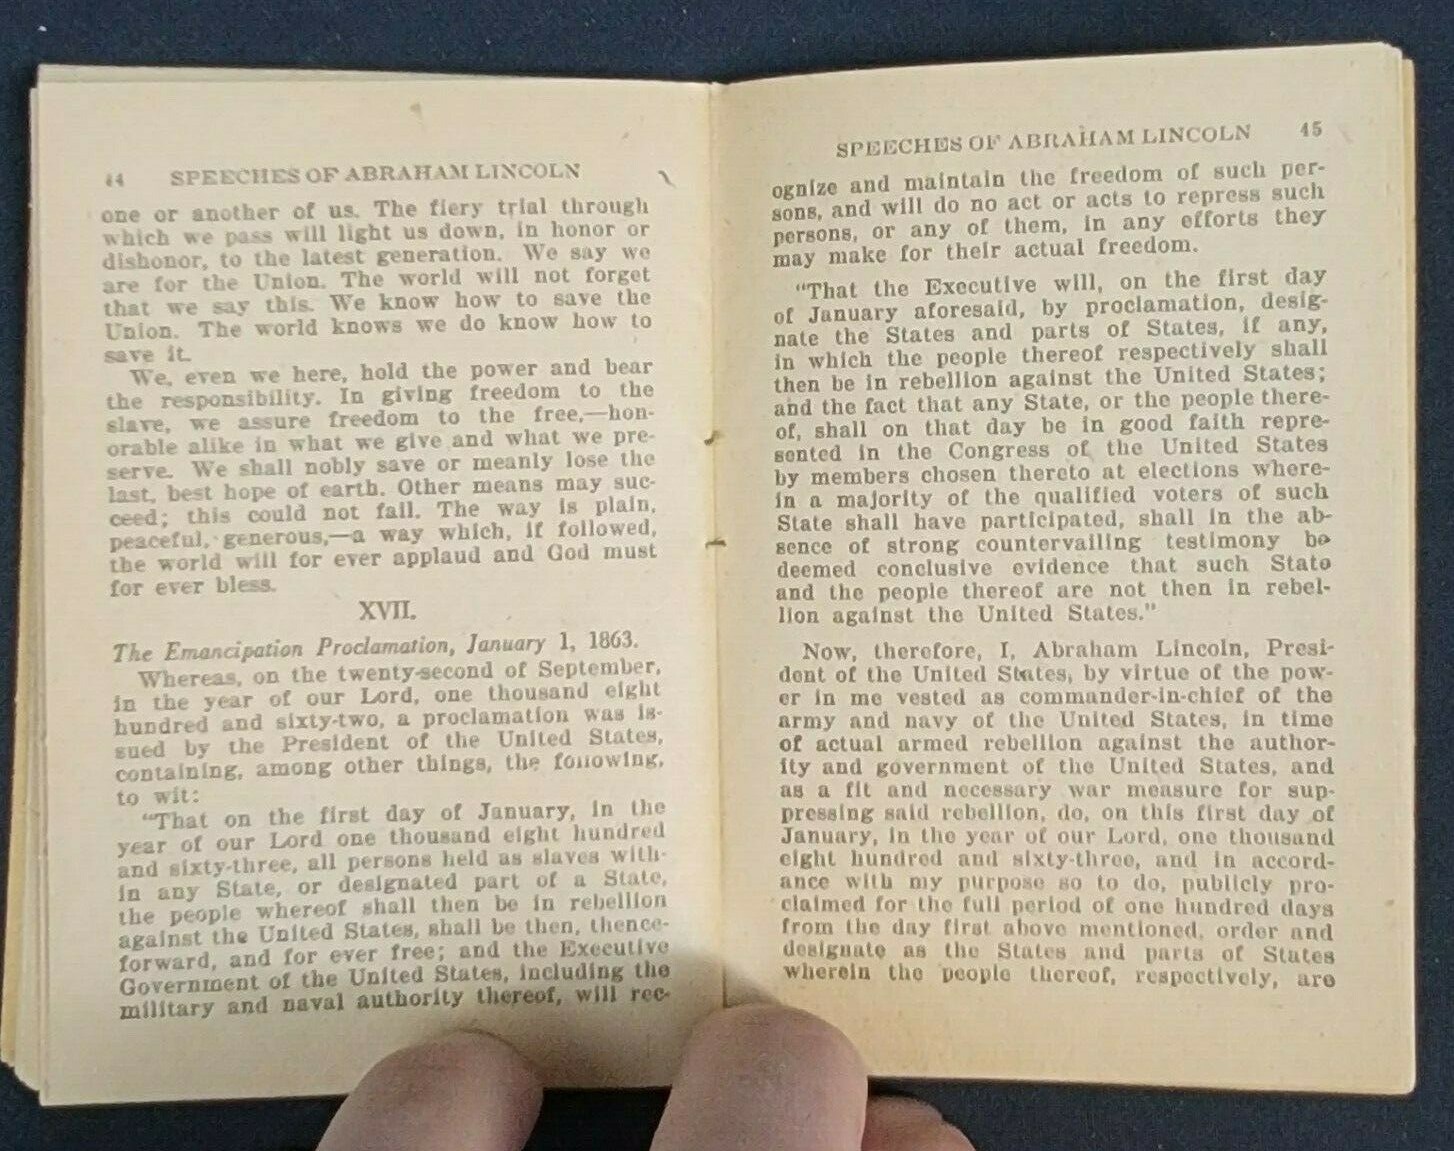 44 SPEECHES OF ABRAHAM LINCOLN
one or another of us. The fiery trial through
which we pass will light us down, in honor or
dishonor, to the latest generation. We say we
are for the Union. The world will not forget
that we say this. We know how to save the
Union. The world knows we do know how to
save it.
We, even we here, hold the power and bear
the responsibility. In giving freedom to the
slave, we assure freedom to the free,—hon-
orable alike in what we give and what we pre-
serve. We shall nobly save or meanly lose the
last, best hope of earth. Other means may suc-
ceed; this could not fail. The way is plain,
peaceful, generous,—a way which, if followed,
the world will for ever applaud and God must
for ever bless.
XVII.
The Emancipation Proclamation, January 1, 1863.
Whereas, on the twenty-second of September,
in the year of our Lord, one thousand eight
hundred and sixty-two, a proclamation was is-
sued by the President of the United States,
containing, among other things, the following,
to wit:
"That on the first day of January, in the
year of our Lord one thousand eight hundred
and sixty-three, all persons held as slaves with-
in any State, or designated part of a State,
the people whereof shall then be in rebellion
against the United States, shall be then, thence-
forward, and for ever free; and the Executive
Government of the United States, including the
military and naval authority thereof, will rec-
SPEECHES OF ABRAHAM LINCOLN 45
ognize and maintain the freedom of such per-
sons, and will do no act or acts to repress such
persons, or any of them, in any efforts they
may make for their actual freedom.
"That the Executive will, on the first day
of January aforesaid, by proclamation, desig-
nate the States and parts of States, if any,
in which the people thereof respectively shall
then be in rebellion against the United States;
and the fact that any State, or the people there-
of, shall on that day be in good faith repre-
sented in the Congress of the United States
by members chosen thereto at elections where-
in a majority of the qualified voters of such
State shall have participated, shall in the ab-
sence of strong countervailing testimony be
deemed conclusive evidence that such State
and the people thereof are not then in rebel-
lion against the United States."
Now, therefore, I, Abraham Lincoln, Presi-
dent of the United States, by virtue of the pow-
er in me vested as commander-in-chief of the
army and navy of the United States, in time
of actual armed rebellion against the author-
ity and government of the United States, and
as a fit and necessary war measure for sup-
pressing said rebellion, do, on this first day of
January, in the year of our Lord, one thousand
eight hundred and sixty-three, and in accord-
ance with my purpose so to do, publicly pro-
claimed for the full period of one hundred days
from the day first above mentioned, order and
designate as the States and parts of States
wherein the people thereof, respectively, are